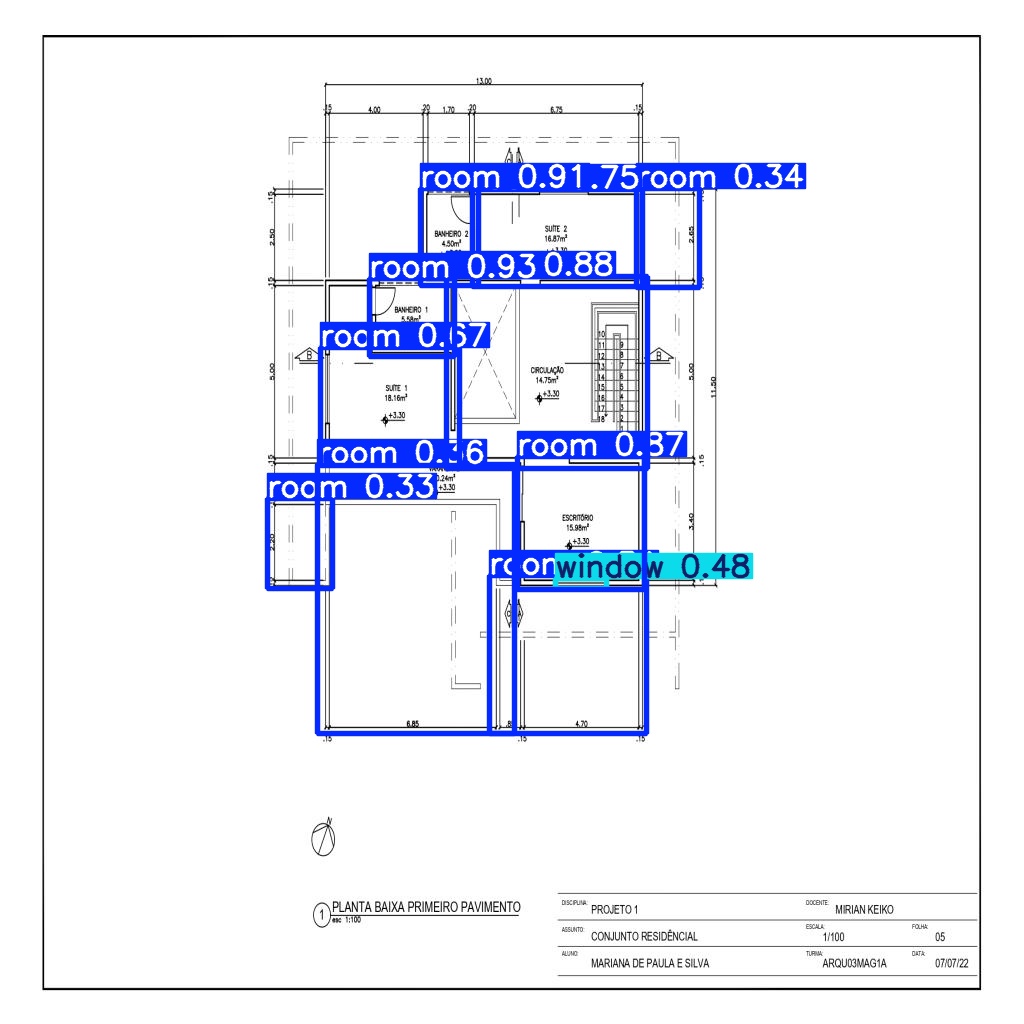 13.00
.15 4.00 .20 1.70 .20 6.75 .15
room 0.91 .75 room 0.34
.15
2.50
BANHEIRO 2
4.50m²
SUÍTE 2
16.87m²
+3.30
2.65
room 0.93 0.88
.15
BANHEIRO 1
5.58m²
room 0.67
B
B
5.00
SUÍTE 1
18.16m²
+3.30
CIRCULAÇÃO
14.75m²
+3.30
10
11 9
12 8
13 7
14 6
15 5
16 4
17 3
18 2
1
5.00
11.50
room 0.36
room 0.87
.15
.15
+3.30
room 0.33
2.20
ESCRITÓRIO
15.98m²
+3.30
3.40
window 0.48
.15
A
6.85
4.70
.15 .15 .15
N
1 PLANTA BAIXA PRIMEIRO PAVIMENTO
esc 1:100
DISCIPLINA: PROJETO 1 DOCENTE: MIRIAN KEIKO
ASSUNTO: CONJUNTO RESIDÊNCIAL ESCALA: 1/100 FOLHA: 05
ALUNO: MARIANA DE PAULA E SILVA TURMA: ARQU03MAG1A DATA: 07/07/22